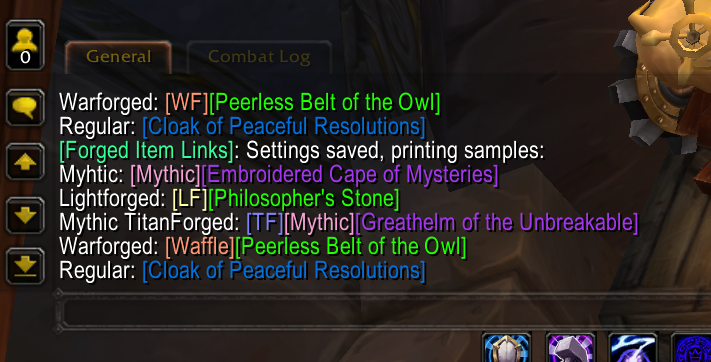 General
Combat Log
0
Warforged: [WF][Peerless Belt of the Owl]
Regular: [Cloak of Peaceful Resolutions]
[Forged Item Links]: Settings saved, printing samples:
Myhtic: [Mythic][Embroidered Cape of Mysteries]
Lightforged: [LF][Philosopher's Stone]
Mythic TitanForged: [TF][Mythic][Greathelm of the Unbreakable]
Warforged: [Waffle][Peerless Belt of the Owl]
Regular: [Cloak of Peaceful Resolutions]